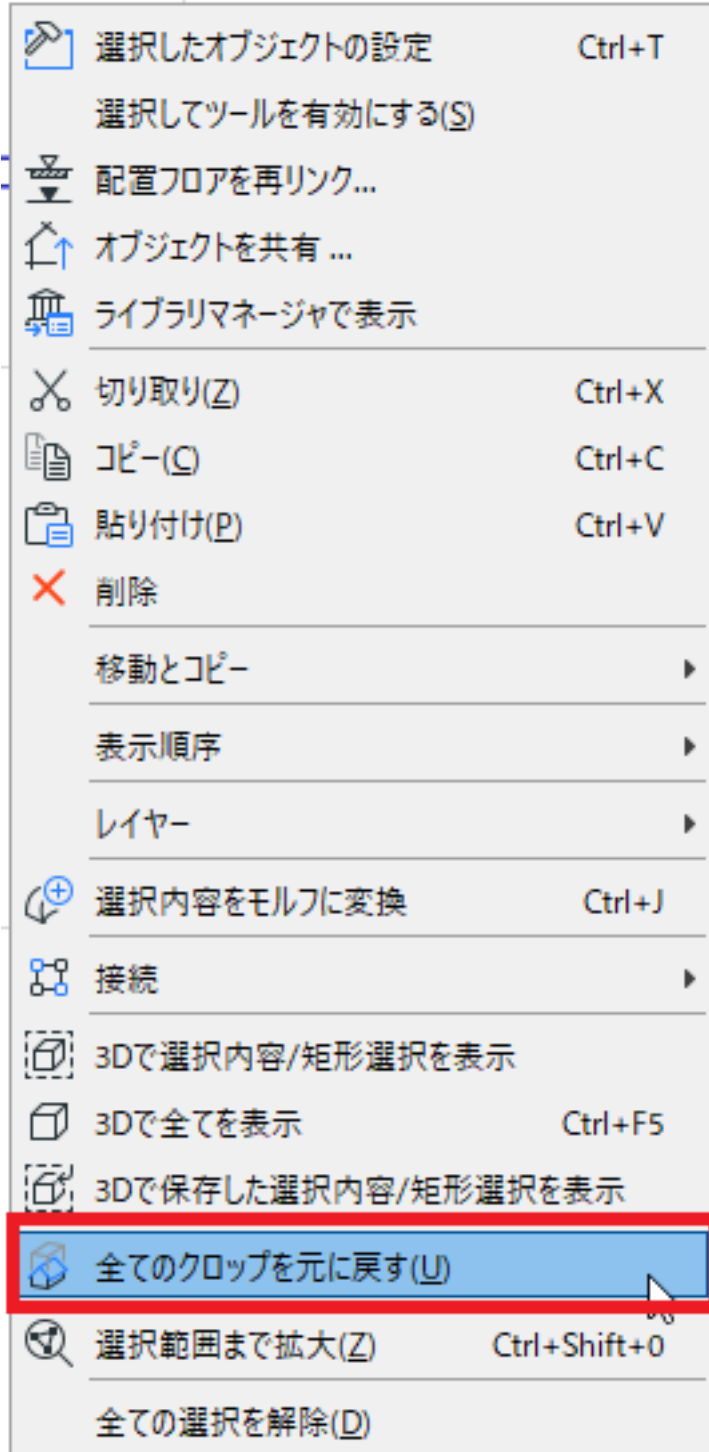 選択したオブジェクトの設定 Ctrl+T
選択してツールを有効にする(S)
配置フロアを再リンク...
オブジェクトを共有 ...
ライブラリマネージャで表示
切り取り(Z) Ctrl+X
コピー(C) Ctrl+C
貼り付け(P) Ctrl+V
削除
移動とコピー
表示順序
レイヤー
選択内容をモルフに変換 Ctrl+J
接続
3Dで選択内容/矩形選択を表示
3Dで全てを表示 Ctrl+F5
3Dで保存した選択内容/矩形選択を表示
全てのクロップを元に戻す(U)
選択範囲まで拡大(Z) Ctrl+Shift+0
全ての選択を解除(D)